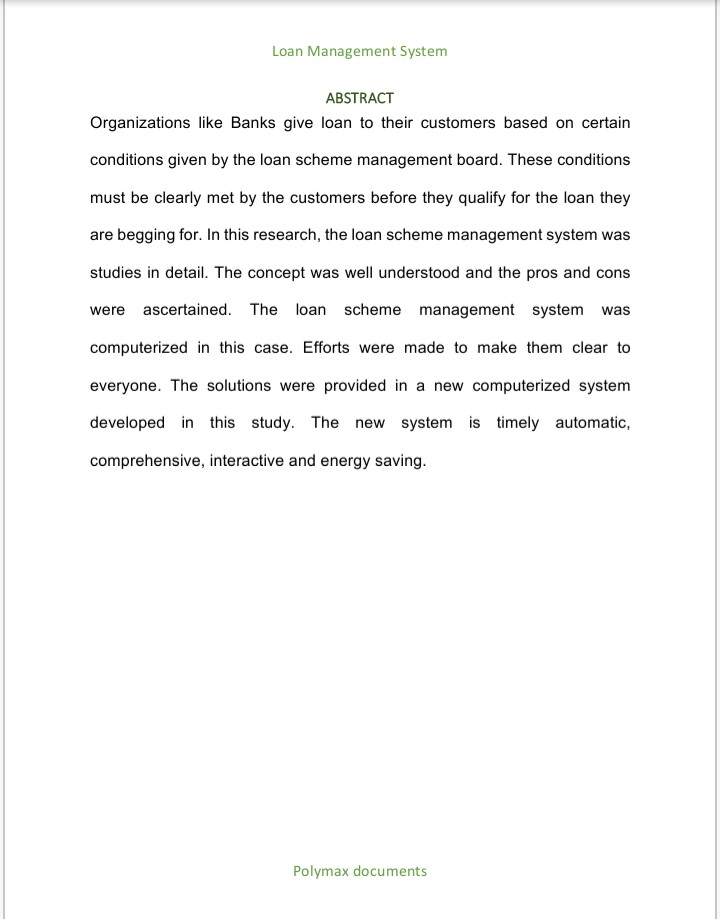 Loan Management System
ABSTRACT
Organizations like Banks give loan to their customers based on certain
conditions given by the loan scheme management board. These conditions
must be clearly met by the customers before they qualify for the loan they
are begging for. In this research, the loan scheme management system was
studies in detail. The concept was well understood and the pros and cons
were ascertained. The loan scheme management system was
computerized in this case. Efforts were made to make them clear to
everyone. The solutions were provided in a new computerized system
developed in this study. The new system is timely automatic,
comprehensive, interactive and energy saving.
Polymax documents